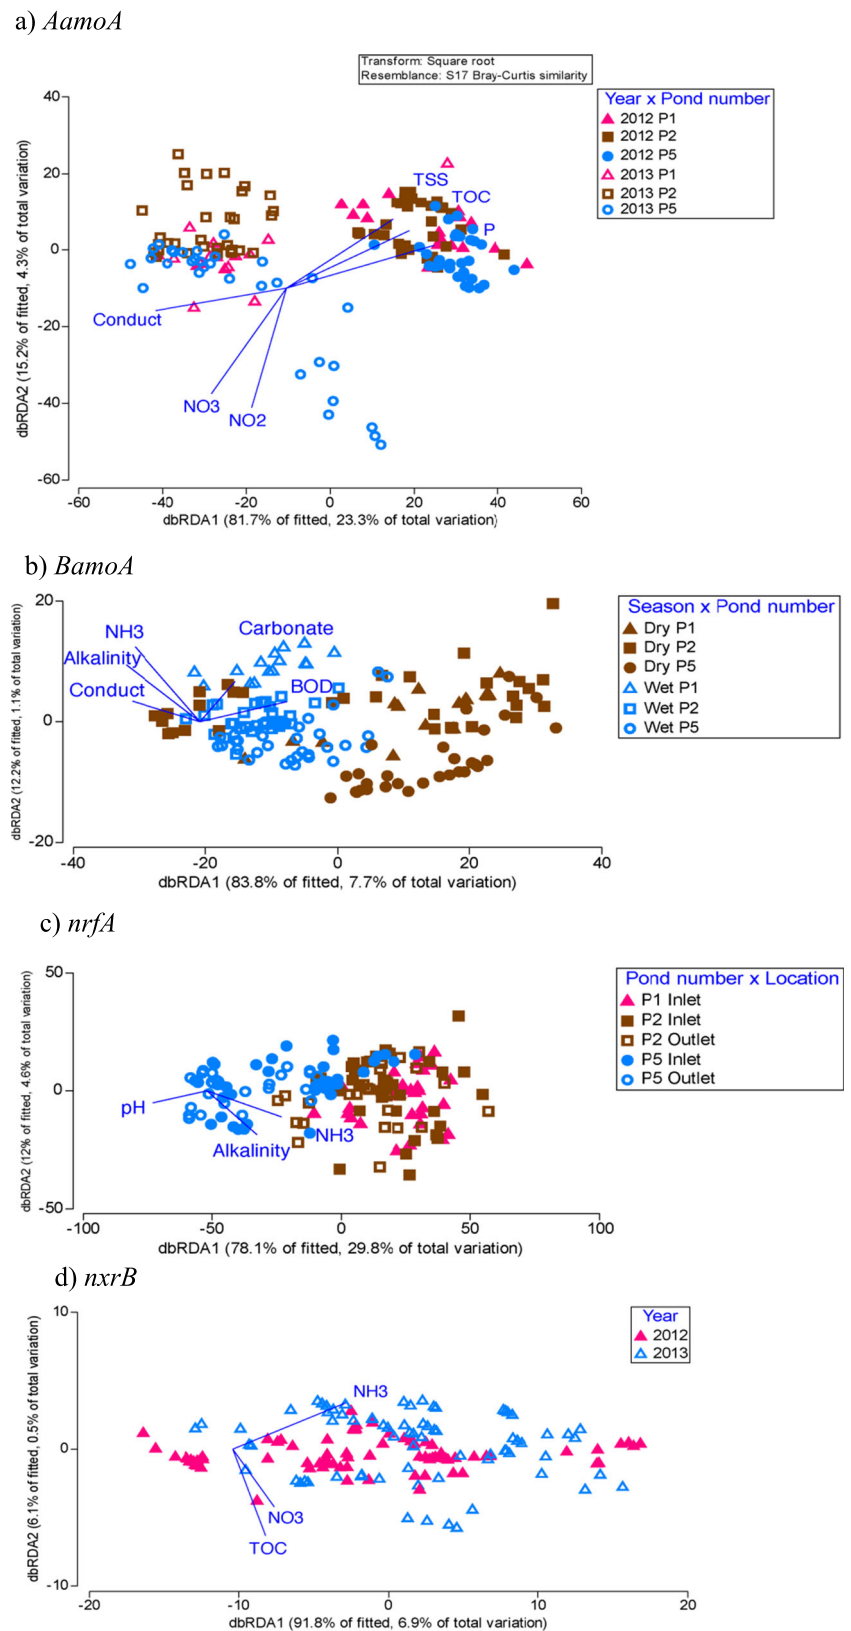 a) AamoA
Transform: Square root
Resemblance: S17 Bray-Curtis similarity
Year x Pond number
2012 P1
2012 P2
2012 P5
2013 P1
2013 P2
2013 P5
40
20
0
-20
-40
-60
dbRDA2 (15.2% of fitted, 4.3% of total variation)
TSS
TOC
P
Conduct
NO3
NO2
-60
-40
-20
0
20
40
60
dbRDA1 (81.7% of fitted, 23.3% of total variation)
b) BamoA
Season x Pond number
Dry P1
Dry P2
Dry P5
Wet P1
Wet P2
Wet P5
20
0
-20
dbRDA2 (12.2% of fitted, 1.1% of total variation)
NH3
Carbonate
Alkalinity
Conduct
BOD
-40
-20
0
20
40
dbRDA1 (83.8% of fitted, 7.7% of total variation)
c) nrfA
Pond number x Location
P1 Inlet
P2 Inlet
P2 Outlet
P5 Inlet
P5 Outlet
50
0
-50
dbRDA2 (12% of fitted, 4.6% of total variation)
pH
NH3
Alkalinity
-100
-50
0
50
100
dbRDA1 (78.1% of fitted, 29.8% of total variation)
d) nxrB
Year
2012
2013
10
0
-10
dbRDA2 (6.1% of fitted, 0.5% of total variation)
NH3
NO3
TOC
-20
-10
0
10
20
dbRDA1 (91.8% of fitted, 6.9% of total variation)